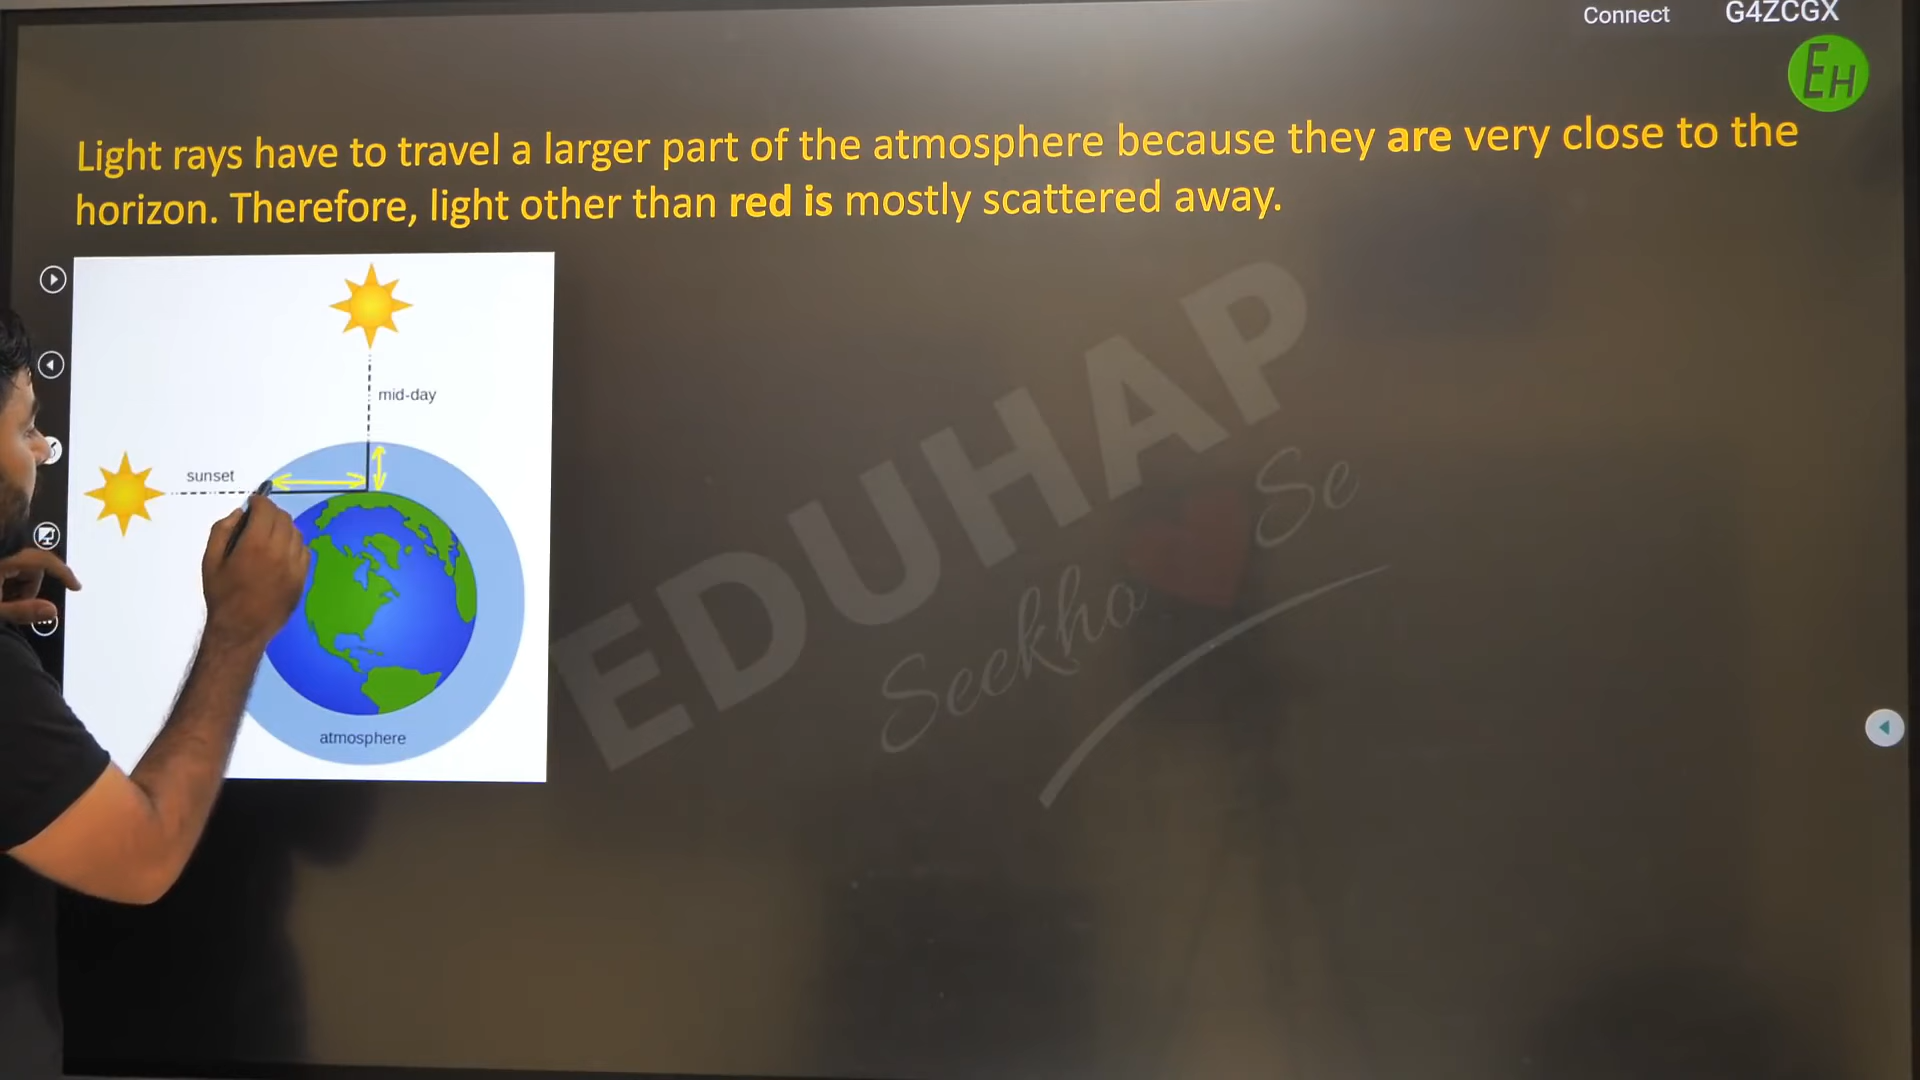 Connect G4ZCGX
EH
Light rays have to travel a larger part of the atmosphere because they are very close to the
horizon. Therefore, light other than red is mostly scattered away.
mid-day
sunset
atmosphere
EDUHAP
Seekho Se